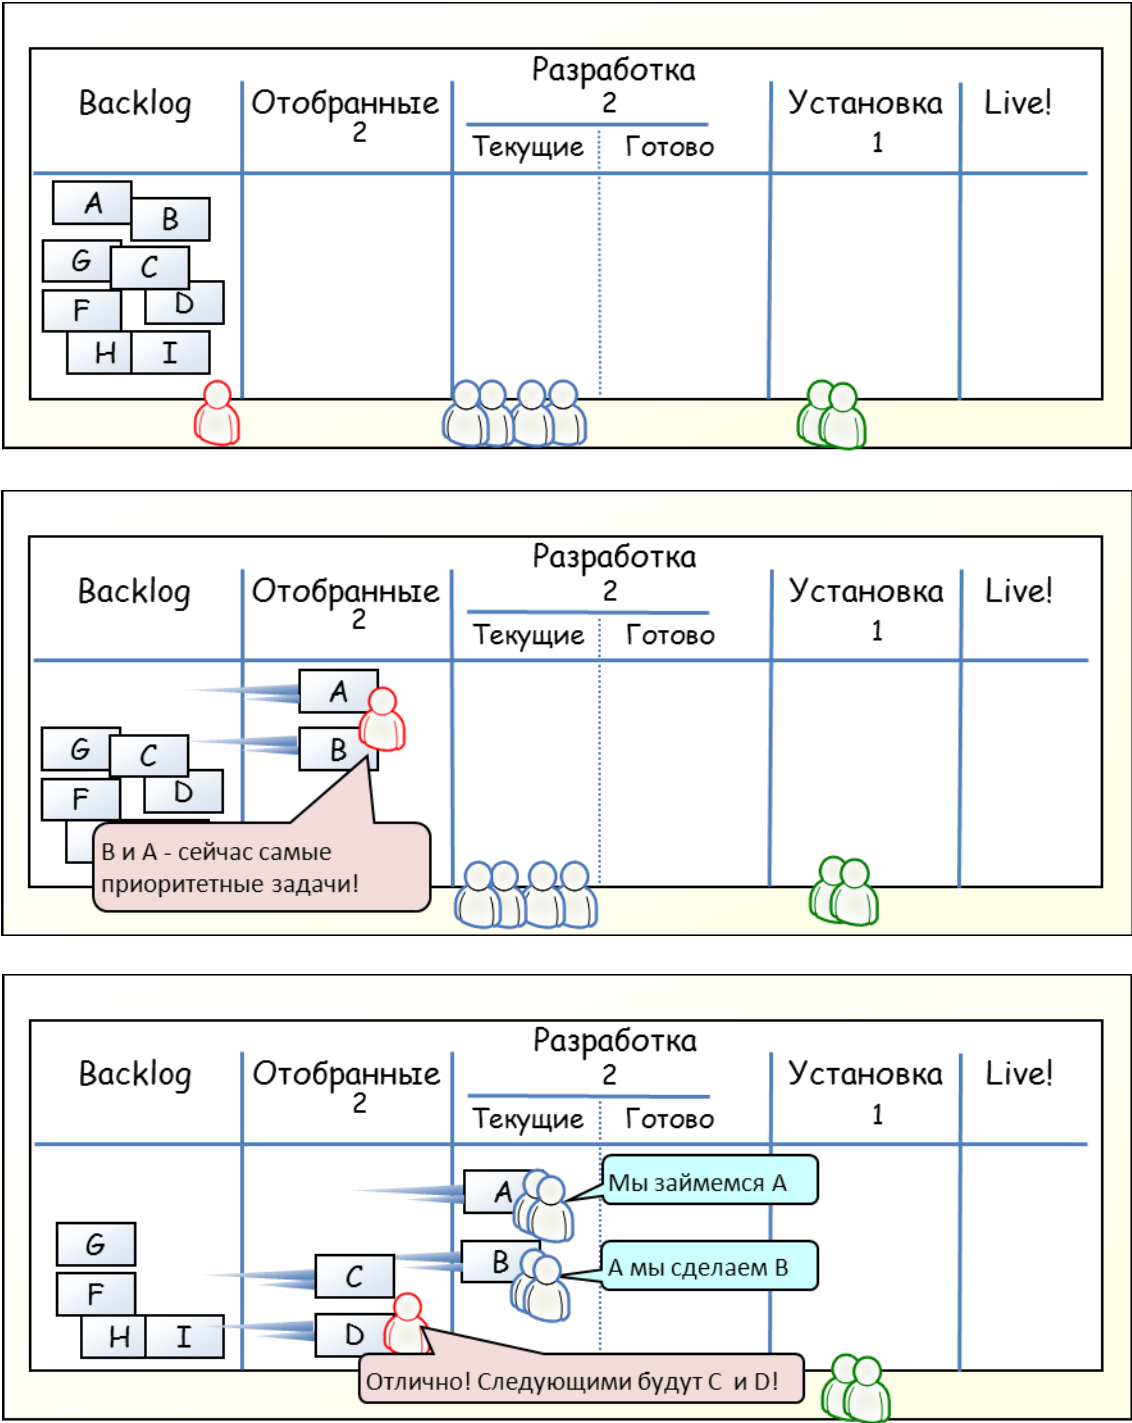 Разработка
Backlog Отобранные 2 Установка Live!
2 Текущие Готово 1
A
B
G C
F D
H I
Разработка
Backlog Отобранные 2 Установка Live!
2 Текущие Готово 1
A
G C B
F D
B и A - сейчас самые
приоритетные задачи!
Разработка
Backlog Отобранные 2 Установка Live!
2 Текущие Готово 1
A Мы займемся A
G
F C B А мы сделаем B
H I D
Отлично! Следующими будут C и D!